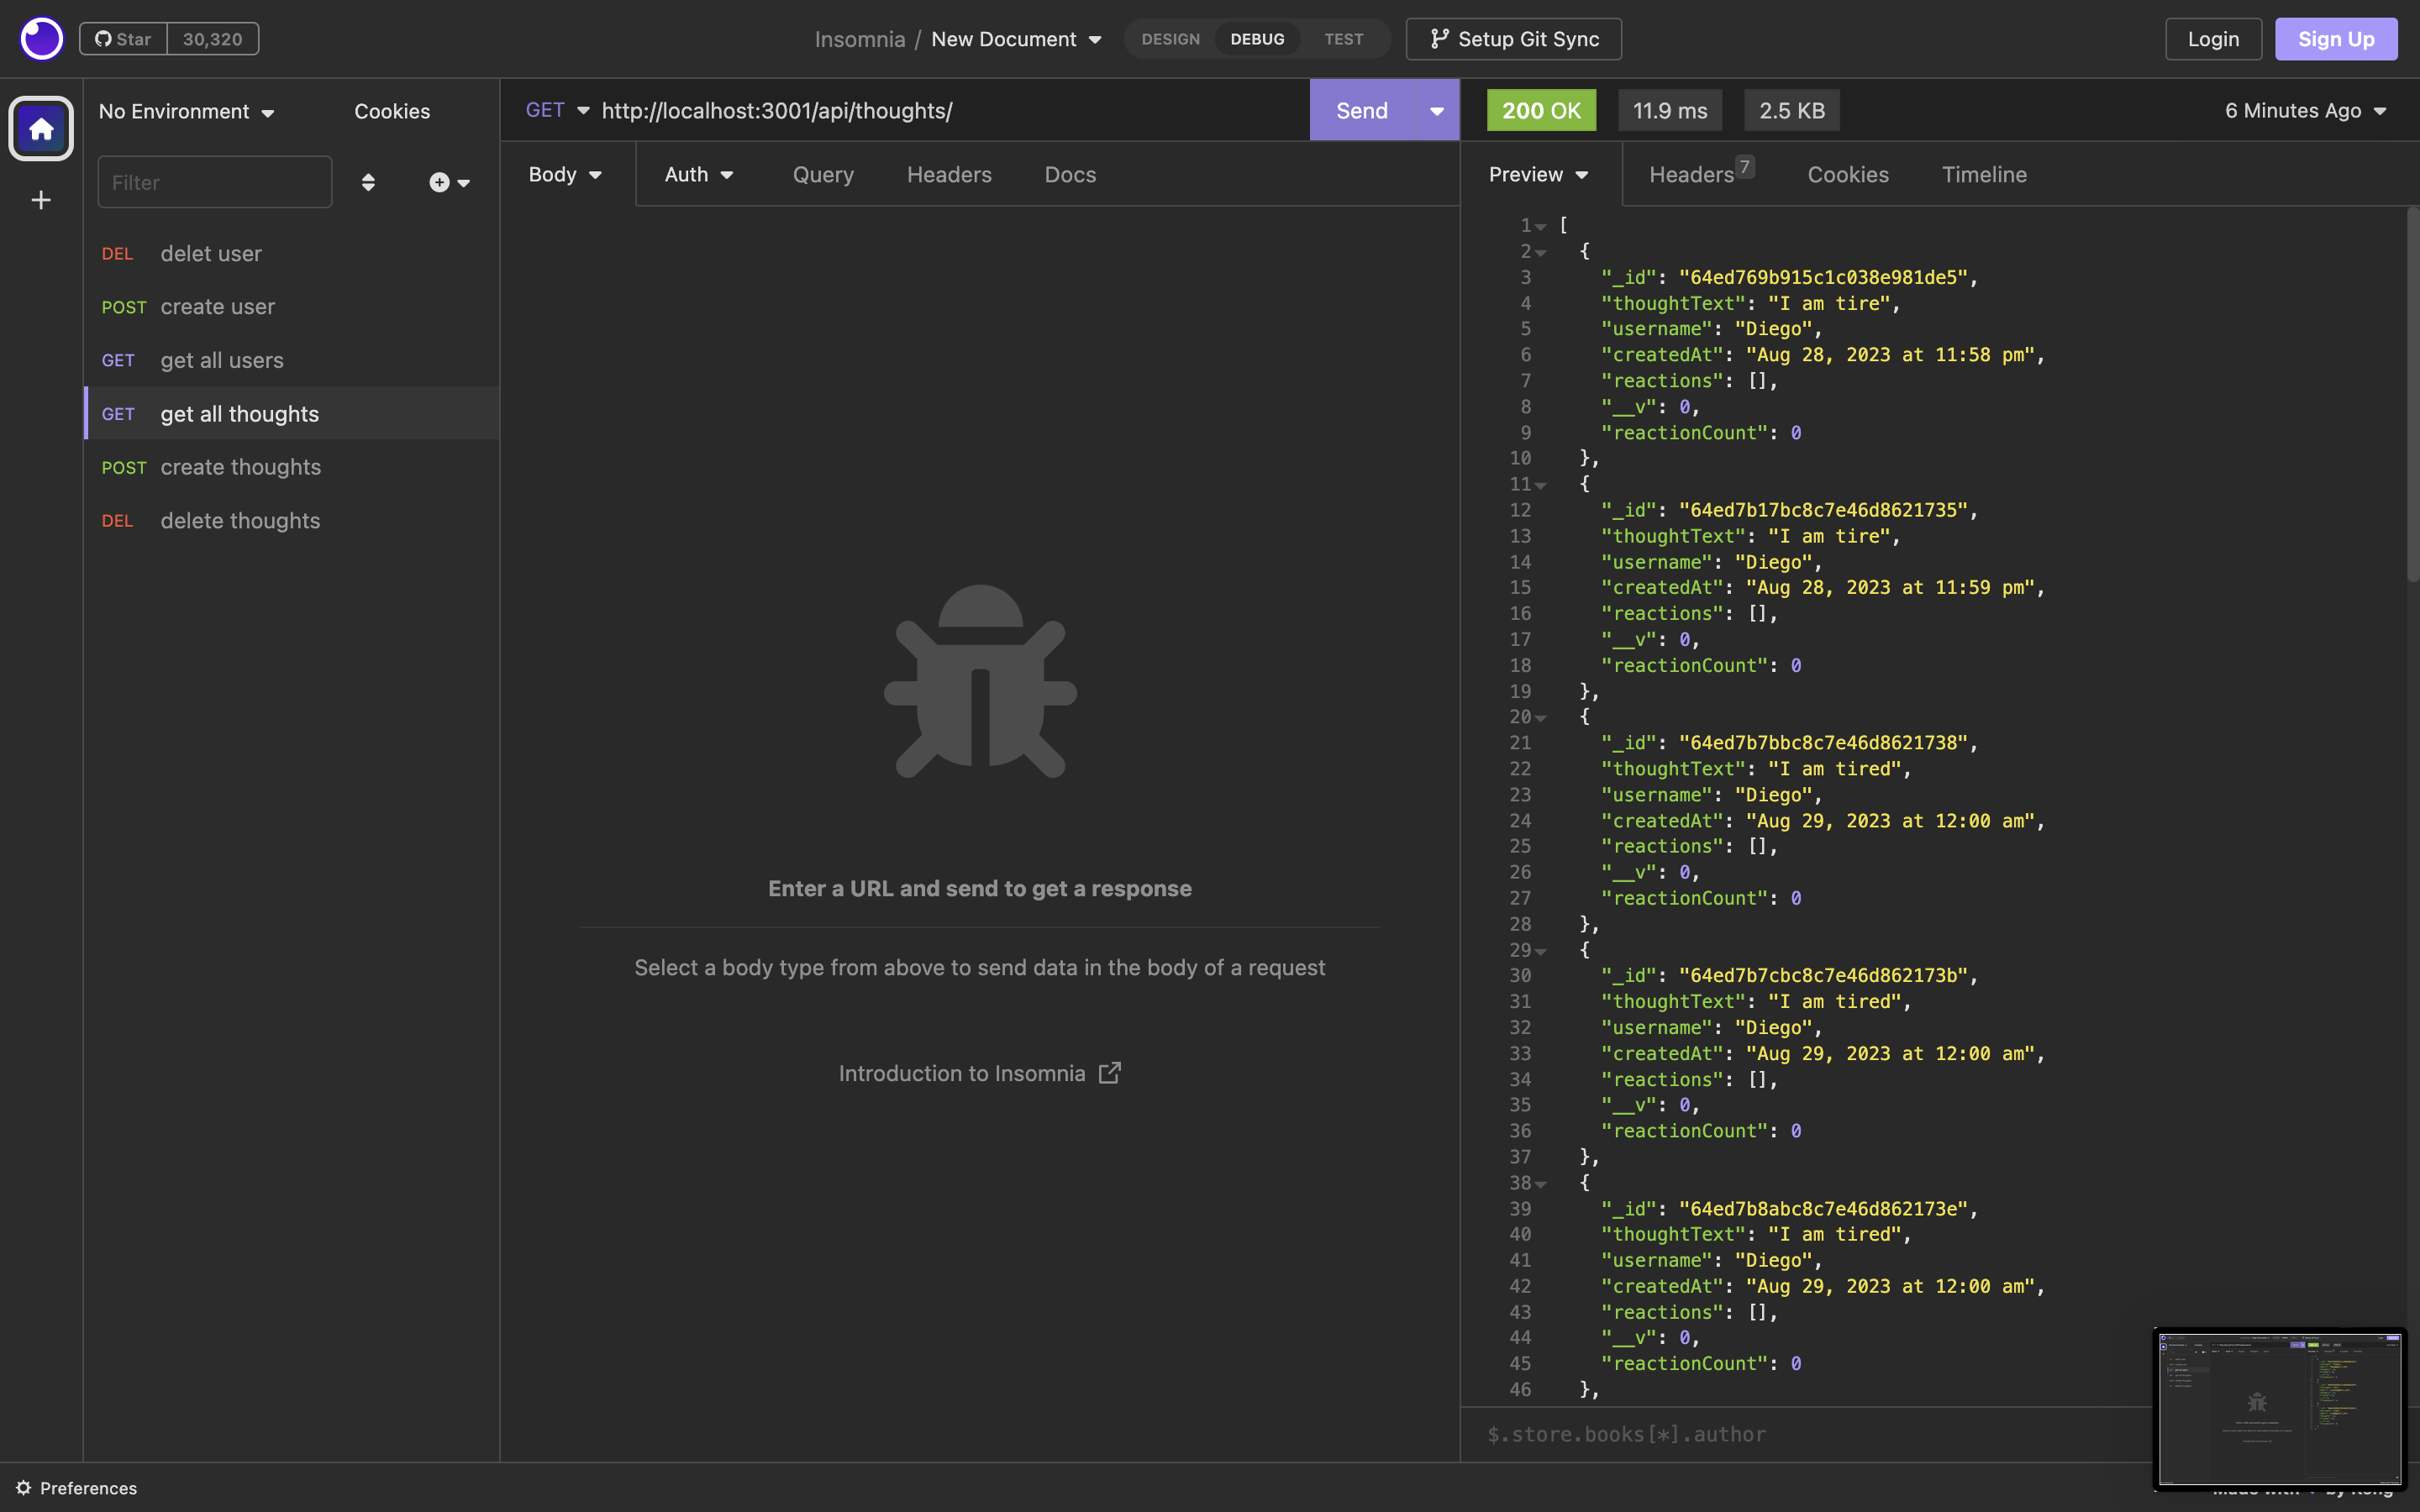 Star 30,320
Insomnia / New Document
DESIGN DEBUG TEST
Setup Git Sync
Login
Sign Up
No Environment
Cookies
Filter
DEL delet user
POST create user
GET get all users
GET get all thoughts
POST create thoughts
DEL delete thoughts
GET http://localhost:3001/api/thoughts/
Send
Body Auth Query Headers Docs
Enter a URL and send to get a response
Select a body type from above to send data in the body of a request
Introduction to Insomnia
200 OK 11.9 ms 2.5 KB 6 Minutes Ago
Preview Headers 7 Cookies Timeline
1 [
2 {
3 "_id": "64ed769b915c1c038e981de5",
4 "thoughtText": "I am tire",
5 "username": "Diego",
6 "createdAt": "Aug 28, 2023 at 11:58 pm",
7 "reactions": [],
8 "__v": 0,
9 "reactionCount": 0
10 },
11 {
12 "_id": "64ed7b17bc8c7e46d8621735",
13 "thoughtText": "I am tire",
14 "username": "Diego",
15 "createdAt": "Aug 28, 2023 at 11:59 pm",
16 "reactions": [],
17 "__v": 0,
18 "reactionCount": 0
19 },
20 {
21 "_id": "64ed7b7bbc8c7e46d8621738",
22 "thoughtText": "I am tired",
23 "username": "Diego",
24 "createdAt": "Aug 29, 2023 at 12:00 am",
25 "reactions": [],
26 "__v": 0,
27 "reactionCount": 0
28 },
29 {
30 "_id": "64ed7b7cbc8c7e46d862173b",
31 "thoughtText": "I am tired",
32 "username": "Diego",
33 "createdAt": "Aug 29, 2023 at 12:00 am",
34 "reactions": [],
35 "__v": 0,
36 "reactionCount": 0
37 },
38 {
39 "_id": "64ed7b8abc8c7e46d862173e",
40 "thoughtText": "I am tired",
41 "username": "Diego",
42 "createdAt": "Aug 29, 2023 at 12:00 am",
43 "reactions": [],
44 "__v": 0,
45 "reactionCount": 0
46 },
$.store.books[*].author
Preferences